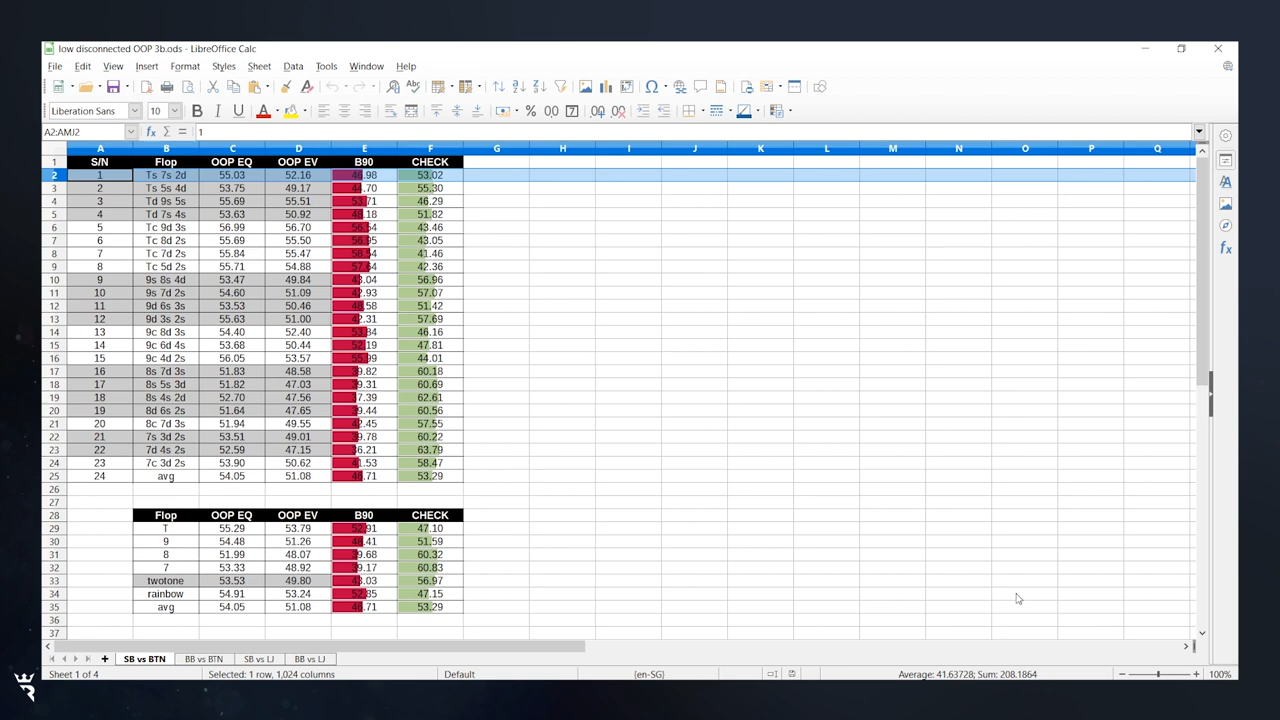 low disconnected OOP 3b.ods - LibreOffice Calc
File Edit View Insert Format Styles Sheet Data Tools Window Help
Liberation Sans 10
A2:AMJ2 1
A B C D E F G H I J K L M N O P Q
1 S/N Flop OOP EQ OOP EV B90 CHECK
2 1 Ts 7s 2d 55.03 52.16 46.98 53.02
3 2 Ts 5s 4d 53.75 49.17 44.70 55.30
4 3 Td 9s 5s 55.69 55.51 53.71 46.29
5 4 Td 7s 4s 53.63 50.92 48.18 51.82
6 5 Tc 9d 3s 56.99 56.70 56.54 43.46
7 6 Tc 8d 2s 55.69 55.50 56.95 43.05
8 7 Tc 7d 2s 55.84 55.47 58.54 41.46
9 8 Tc 5d 2s 55.71 54.88 57.64 42.36
10 9 9s 8s 4d 53.47 49.84 43.04 56.96
11 10 9s 7d 2s 54.60 51.09 42.93 57.07
12 11 9d 6s 3s 53.53 50.46 48.58 51.42
13 12 9d 3s 2s 55.63 51.00 42.31 57.69
14 13 9c 8d 3s 54.40 52.40 53.84 46.16
15 14 9c 6d 4s 53.68 50.44 52.19 47.81
16 15 9c 4d 2s 56.05 53.57 55.99 44.01
17 16 8s 7d 3s 51.83 48.58 39.82 60.18
18 17 8s 5s 3d 51.82 47.03 39.31 60.69
19 18 8s 4s 2d 52.70 47.56 37.39 62.61
20 19 8d 6s 2s 51.64 47.65 39.44 60.56
21 20 8c 7d 3s 51.94 49.55 42.45 57.55
22 21 7s 3d 2s 53.51 49.01 39.78 60.22
23 22 7d 4s 2s 52.59 47.15 36.21 63.79
24 23 7c 3d 2s 53.90 50.62 41.53 58.47
25 24 avg 54.05 51.08 46.71 53.29
26
27
28 Flop OOP EQ OOP EV B90 CHECK
29 T 55.29 53.79 52.91 47.10
30 9 54.48 51.26 48.41 51.59
31 8 51.99 48.07 39.68 60.32
32 7 53.33 48.92 39.17 60.83
33 twotone 53.53 49.80 43.03 56.97
34 rainbow 54.91 53.24 52.85 47.15
35 avg 54.05 51.08 46.71 53.29
36
37
SB vs BTN BB vs BTN SB vs LJ BB vs LJ
Sheet 1 of 4 Selected: 1 row, 1,024 columns Default (en-SG) Average: 41.63728; Sum: 208.1864 100%